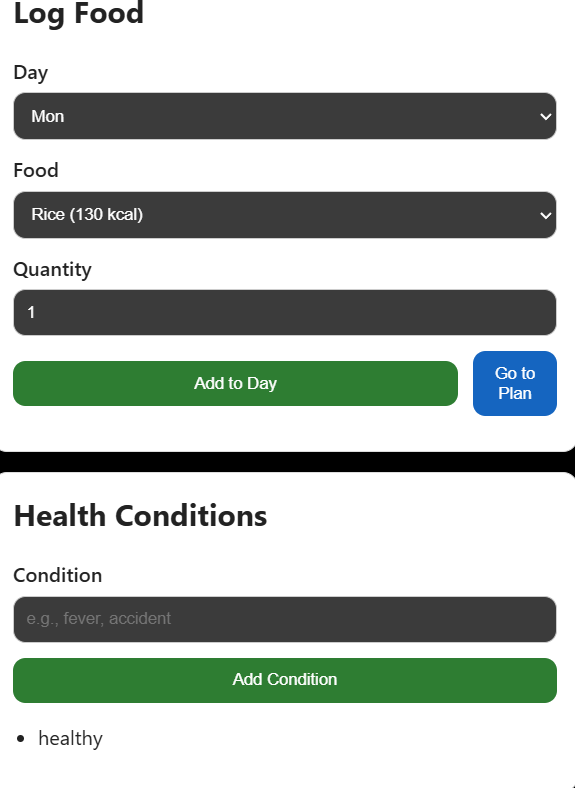 Log Food
Day
Mon
Food
Rice (130 kcal)
Quantity
1
Add to Day
Go to
Plan
Health Conditions
Condition
e.g., fever, accident
Add Condition
healthy